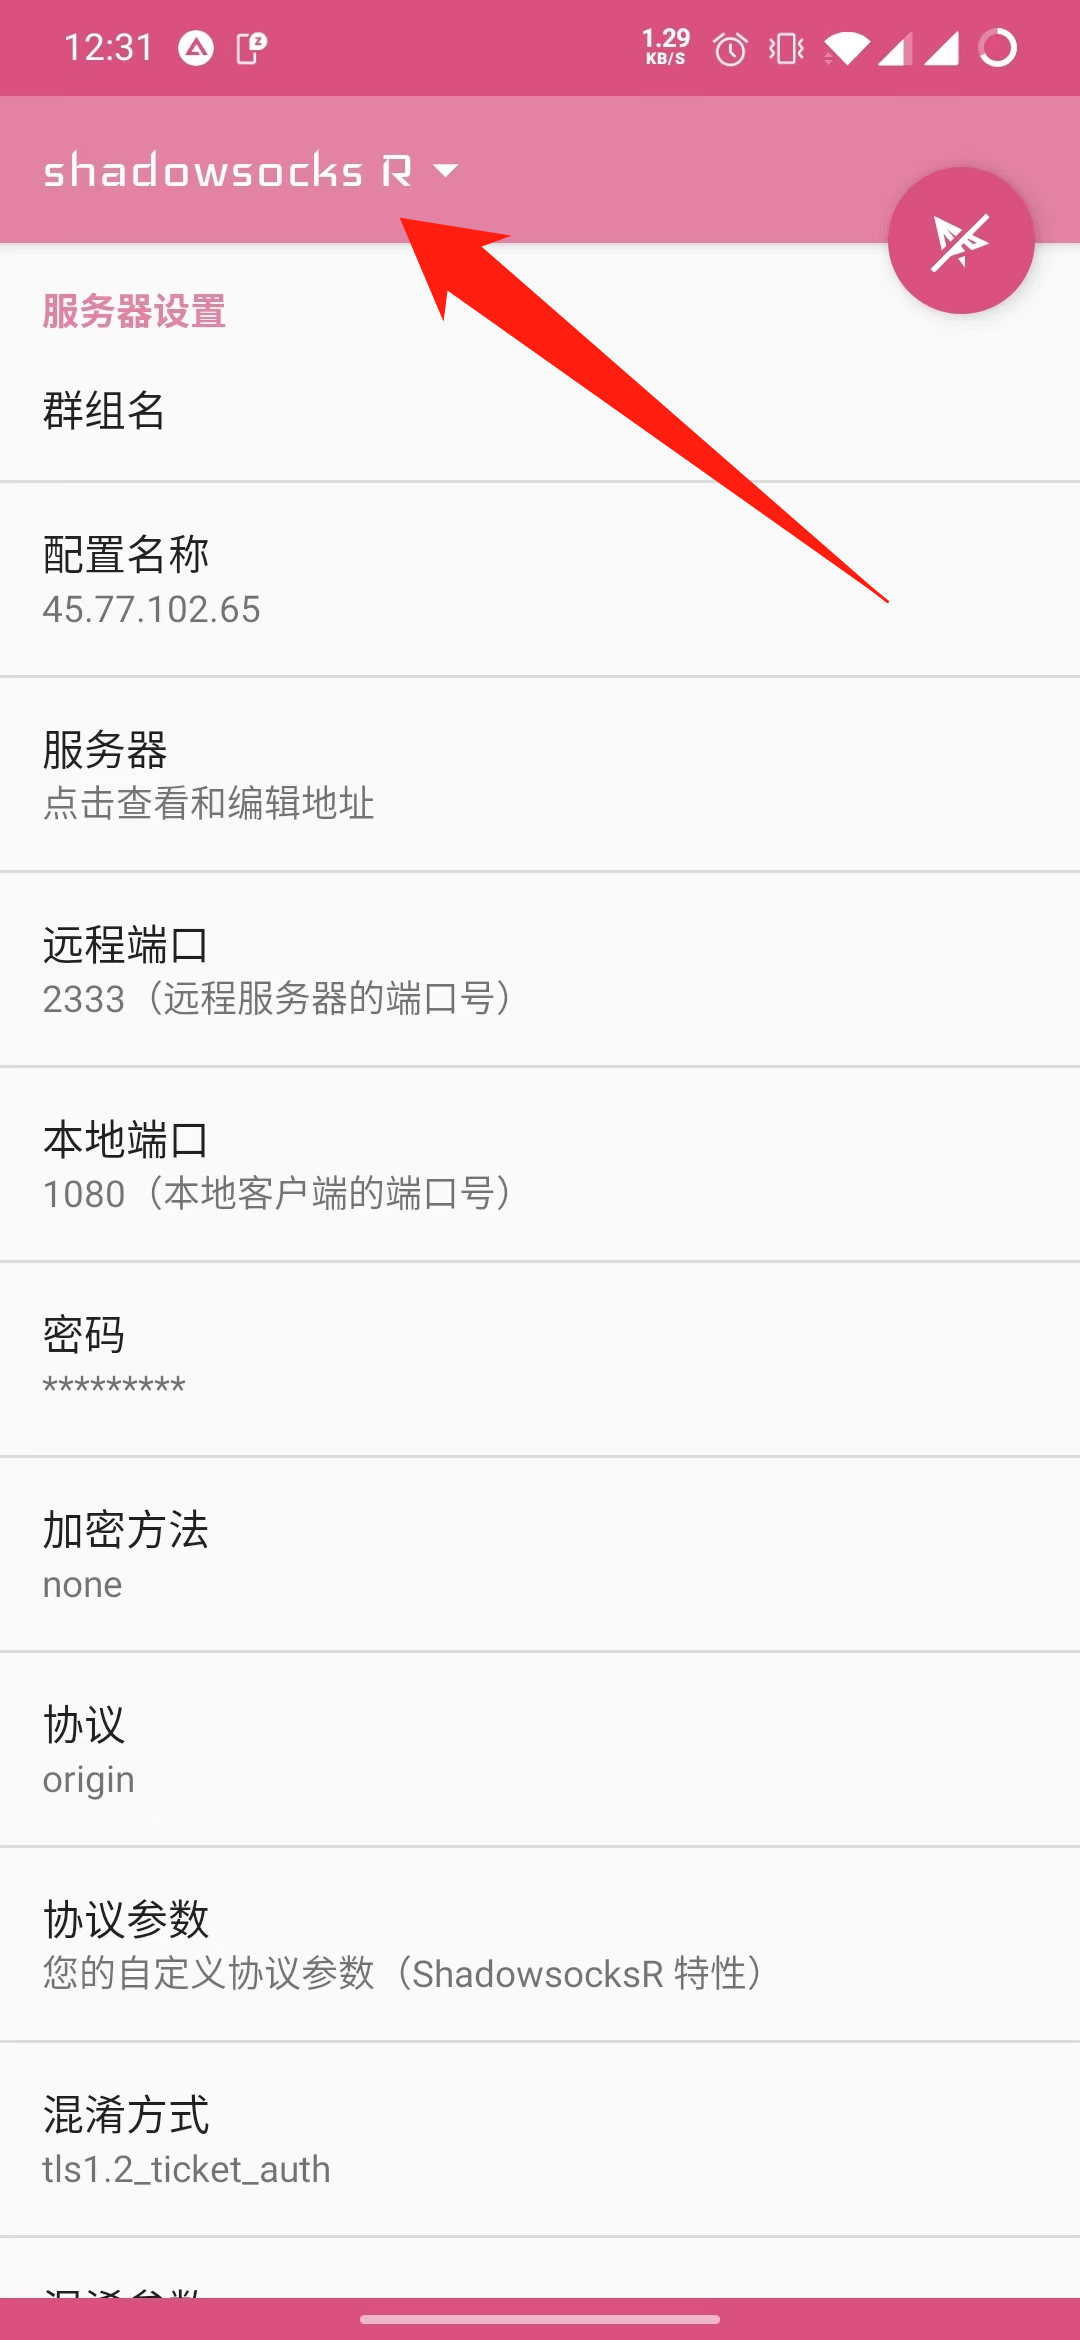 12:31
1.29
KB/S
shadowsocks R
服务器设置
群组名
配置名称
45.77.102.65
服务器
点击查看和编辑地址
远程端口
2333（远程服务器的端口号）
本地端口
1080（本地客户端的端口号）
密码
*********
加密方法
none
协议
origin
协议参数
您的自定义协议参数（ShadowsocksR 特性）
混淆方式
tls1.2_ticket_auth
混淆参数